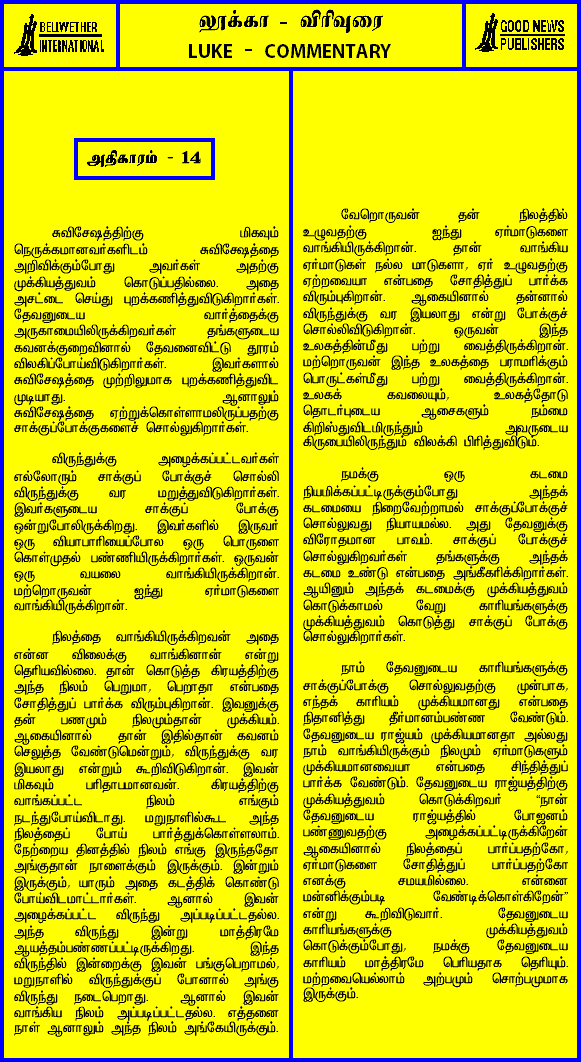 BELLWETHER
INTERNATIONAL
லூக்கா - விரிவுரை
LUKE - COMMENTARY
GOOD NEWS
PUBLISHERS
அதிகாரம் - 14
சுவிசேஷத்திற்கு மிகவும்
நெருக்கமானவர்களிடம் சுவிசேஷத்தை
அறிவிக்கும்போது அவர்கள் அதற்கு
முக்கியத்துவம் கொடுப்பதில்லை. அதை
அசட்டை செய்து புறக்கணித்துவிடுகிறார்கள்.
தேவனுடைய வார்த்தைக்கு
அருகாமையிலிருக்கிறவர்கள் தங்களுடைய
கவனக்குறைவினால் தேவனைவிட்டு தூரம்
விலகிப்போய்விடுகிறார்கள். இவர்களால்
சுவிசேஷத்தை முற்றிலுமாக புறக்கணித்துவிட
முடியாது. ஆனாலும்
சுவிசேஷத்தை ஏற்றுக்கொள்ளாமலிருப்பதற்கு
சாக்குப்போக்குகளைச் சொல்லுகிறார்கள்.
விருந்துக்கு அழைக்கப்பட்டவர்கள்
எல்லோரும் சாக்குப் போக்குச் சொல்லி
விருந்துக்கு வர மறுத்துவிடுகிறார்கள்.
இவர்களுடைய சாக்குப் போக்கு
ஒன்றுபோலிருக்கிறது. இவர்களில் இருவர்
ஒரு வியாபாரியைப்போல ஒரு பொருளை
கொள்முதல் பண்ணியிருக்கிறார்கள். ஒருவன்
ஒரு வயலை வாங்கியிருக்கிறான்.
மற்றொருவன் ஐந்து ஏர்மாடுகளை
வாங்கியிருக்கிறான்.
நிலத்தை வாங்கியிருக்கிறவன் அதை
என்ன விலைக்கு வாங்கினான் என்று
தெரியவில்லை. தான் கொடுத்த கிரயத்திற்கு
அந்த நிலம் பெறுமா, பெறாதா என்பதை
சோதித்துப் பார்க்க விரும்புகிறான். இவனுக்கு
தன் பணமும் நிலமும்தான் முக்கியம்.
ஆகையினால் தான் இதில்தான் கவனம்
செலுத்த வேண்டுமென்றும், விருந்துக்கு வர
இயலாது என்றும் கூறிவிடுகிறான். இவன்
மிகவும் பரிதாபமானவன். கிரயத்திற்கு
வாங்கப்பட்ட நிலம் எங்கும்
நடந்துபோய்விடாது. மறுநாளில்கூட அந்த
நிலத்தைப் போய் பார்த்துக்கொள்ளலாம்.
நேற்றைய தினத்தில் நிலம் எங்கு இருந்ததோ
அங்குதான் நாளைக்கும் இருக்கும். இன்றும்
இருக்கும், யாரும் அதை கடத்திக் கொண்டு
போய்விடமாட்டார்கள். ஆனால் இவன்
அழைக்கப்பட்ட விருந்து அப்படிப்பட்டதல்ல.
அந்த விருந்து இன்று மாத்திரமே
ஆயத்தம்பண்ணப்பட்டிருக்கிறது. இந்த
விருந்தில் இன்றைக்கு இவன் பங்குபெறாமல்,
மறுநாளில் விருந்துக்குப் போனால் அங்கு
விருந்து நடைபெறாது. ஆனால் இவன்
வாங்கிய நிலம் அப்படிப்பட்டதல்ல. எத்தனை
நாள் ஆனாலும் அந்த நிலம் அங்கேயிருக்கும்.
வேறொருவன் தன் நிலத்தில்
உழுவதற்கு ஐந்து ஏர்மாடுகளை
வாங்கியிருக்கிறான். தான் வாங்கிய
ஏர்மாடுகள் நல்ல மாடுகளா, ஏர் உழுவதற்கு
ஏற்றவையா என்பதை சோதித்துப் பார்க்க
விரும்புகிறான். ஆகையினால் தன்னால்
விருந்துக்கு வர இயலாது என்று போக்குச்
சொல்லிவிடுகிறான். ஒருவன் இந்த
உலகத்தின்மீது பற்று வைத்திருக்கிறான்.
மற்றொருவன் இந்த உலகத்தை பராமரிக்கும்
பொருட்கள்மீது பற்று வைத்திருக்கிறான்.
உலகக் கவலையும், உலகத்தோடு
தொடர்புடைய ஆசைகளும் நம்மை
கிறிஸ்துவிடமிருந்தும் அவருடைய
கிருபையிலிருந்தும் விலக்கி பிரித்துவிடும்.
நமக்கு ஒரு கடமை
நியமிக்கப்பட்டிருக்கும்போது அந்தக்
கடமையை நிறைவேற்றாமல் சாக்குப்போக்குச்
சொல்லுவது நியாயமல்ல. அது தேவனுக்கு
விரோதமான பாவம். சாக்குப் போக்குச்
சொல்லுகிறவர்கள் தங்களுக்கு அந்தக்
கடமை உண்டு என்பதை அங்கீகரிக்கிறார்கள்.
ஆயினும் அந்தக் கடமைக்கு முக்கியத்துவம்
கொடுக்காமல் வேறு காரியங்களுக்கு
முக்கியத்துவம் கொடுத்து சாக்குப் போக்கு
சொல்லுகிறார்கள்.
நாம் தேவனுடைய காரியங்களுக்கு
சாக்குப்போக்கு சொல்லுவதற்கு முன்பாக,
எந்தக் காரியம் முக்கியமானது என்பதை
நிதானித்து தீர்மானம்பண்ண வேண்டும்.
தேவனுடைய ராஜ்யம் முக்கியமானதா அல்லது
நாம் வாங்கியிருக்கும் நிலமும் ஏர்மாடுகளும்
முக்கியமானவையா என்பதை சிந்தித்துப்
பார்க்க வேண்டும். தேவனுடைய ராஜ்யத்திற்கு
முக்கியத்துவம் கொடுக்கிறவர் “நான்
தேவனுடைய ராஜ்யத்தில் போஜனம்
பண்ணுவதற்கு அழைக்கப்பட்டிருக்கிறேன்
ஆகையினால் நிலத்தைப் பார்ப்பதற்கோ,
ஏர்மாடுகளை சோதித்துப் பார்ப்பதற்கோ
எனக்கு சமயமில்லை. என்னை
மன்னிக்கும்படி வேண்டிக்கொள்கிறேன்”
என்று கூறிவிடுவார். தேவனுடைய
காரியங்களுக்கு முக்கியத்துவம்
கொடுக்கும்போது, நமக்கு தேவனுடைய
காரியம் மாத்திரமே பெரியதாக தெரியும்.
மற்றவையெல்லாம் அற்பமும் சொற்பமுமாக
இருக்கும்.